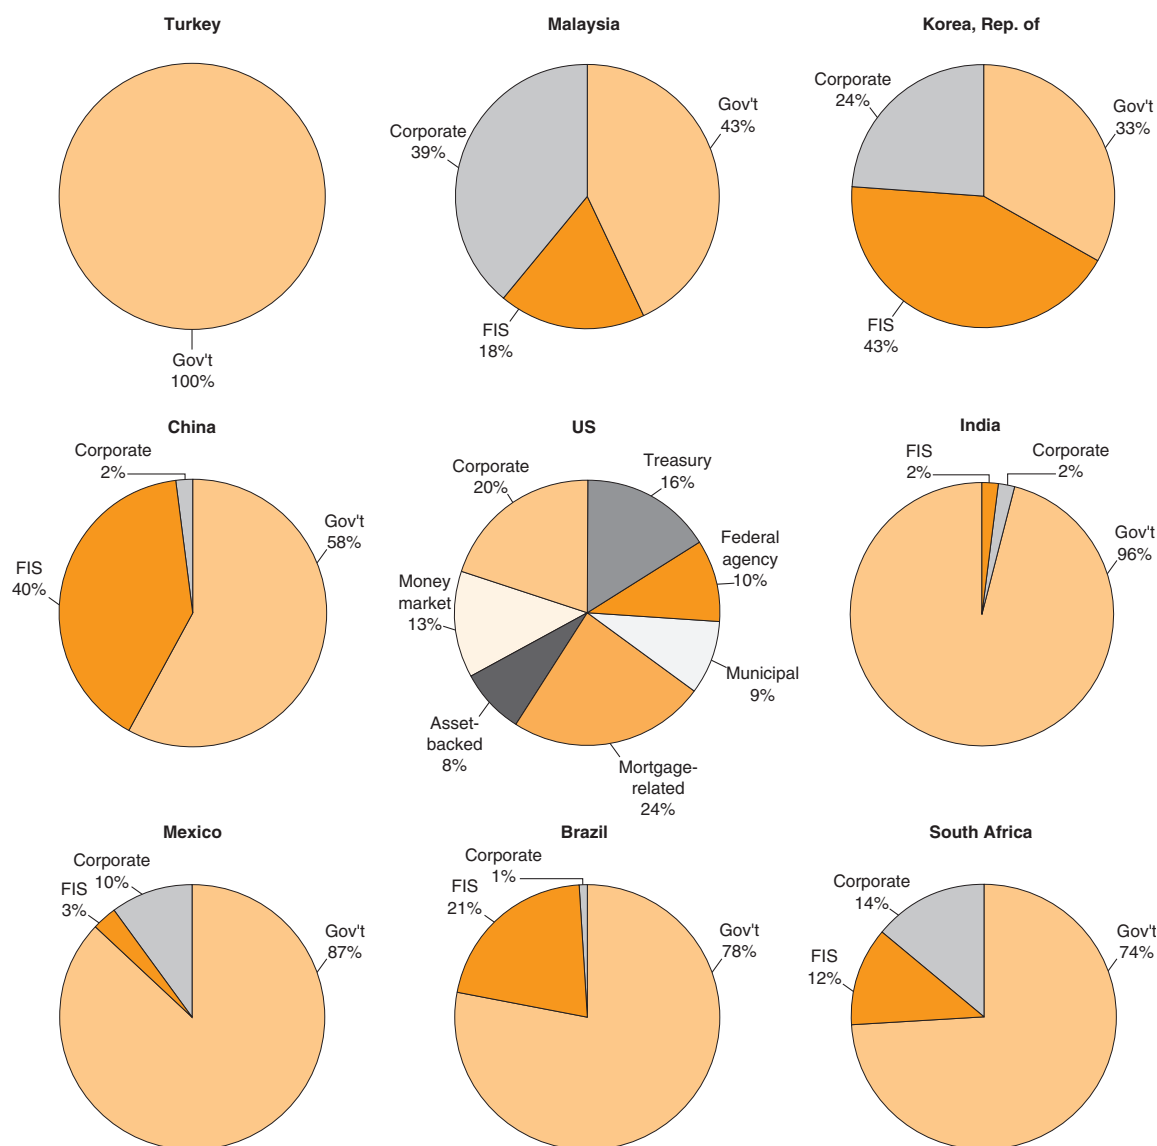 Turkey
Gov't
100%
Malaysia
Corporate
39%
Gov't
43%
FIS
18%
Korea, Rep. of
Corporate
24%
Gov't
33%
FIS
43%
China
Corporate
2%
Gov't
58%
FIS
40%
US
Corporate
20%
Treasury
16%
Federal
agency
10%
Money
market
13%
Municipal
9%
Asset-
backed
8%
Mortgage-
related
24%
India
FIS
2%
Corporate
2%
Gov't
96%
Mexico
Corporate
10%
FIS
3%
Gov't
87%
Brazil
Corporate
1%
FIS
21%
Gov't
78%
South Africa
Corporate
14%
Gov't
74%
FIS
12%